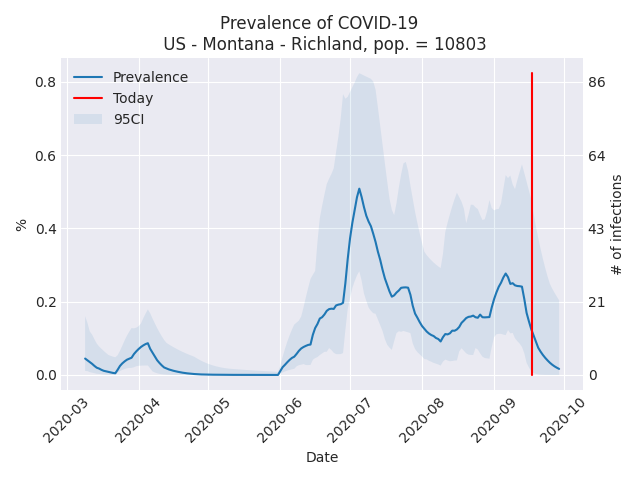 Prevalence of COVID-19
US - Montana - Richland, pop. = 10803
Prevalence
Today
95CI
0.8
0.6
0.4
0.2
0.0
%
86
64
43
21
0
# of infections
2020-03
2020-04
2020-05
2020-06
2020-07
2020-08
2020-09
2020-10
Date